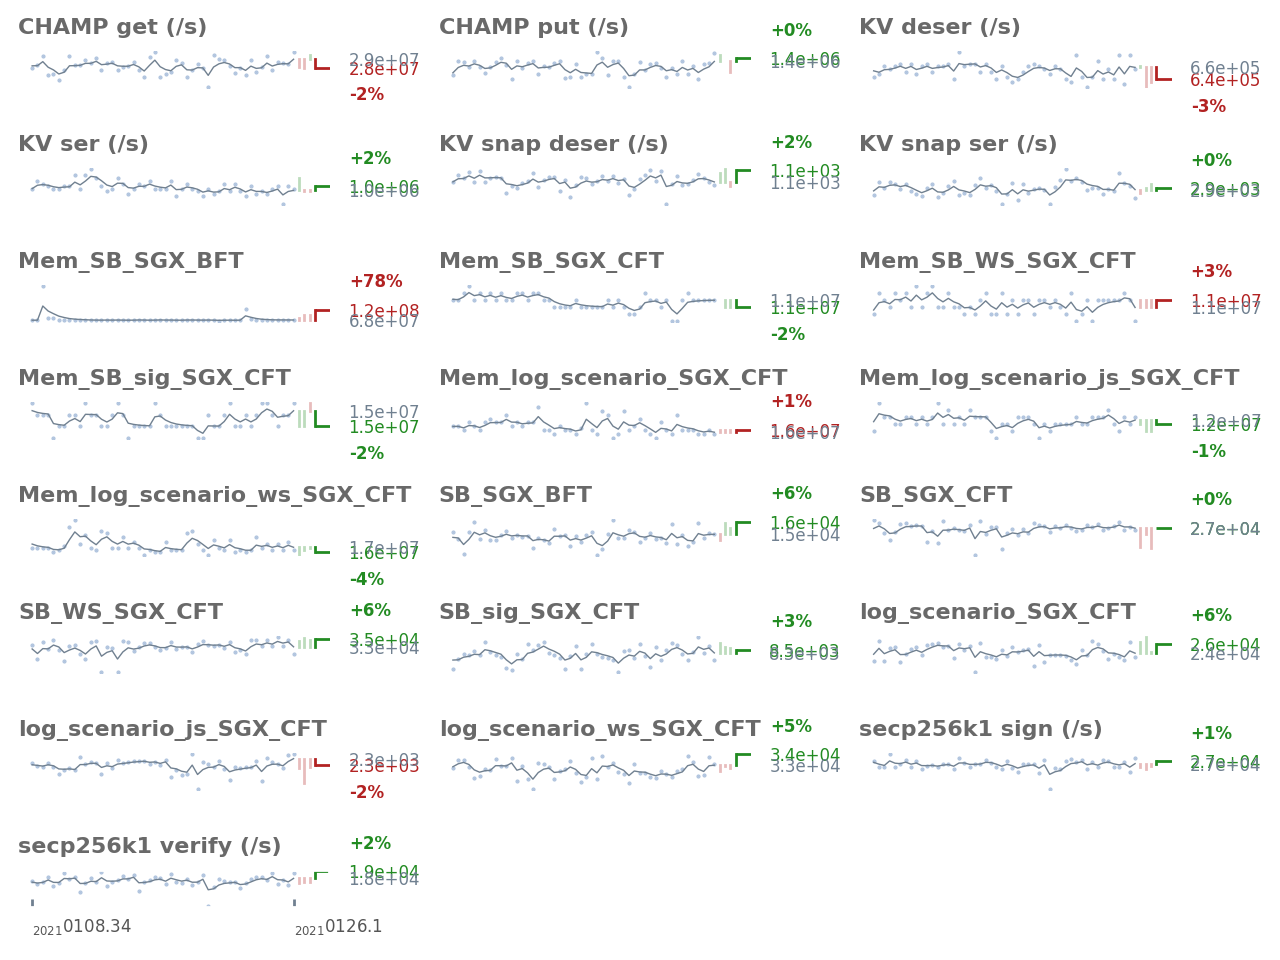 CHAMP get (/s)
2.9e+07
2.8e+07
-2%
CHAMP put (/s)
+0%
1.4e+06
1.4e+06
KV deser (/s)
6.6e+05
6.4e+05
-3%
KV ser (/s)
+2%
1.0e+06
1.0e+06
KV snap deser (/s)
+2%
1.1e+03
1.1e+03
KV snap ser (/s)
+0%
2.9e+03
2.9e+03
Mem_SB_SGX_BFT
+78%
1.2e+08
6.8e+07
Mem_SB_SGX_CFT
1.1e+07
1.1e+07
-2%
Mem_SB_WS_SGX_CFT
+3%
1.1e+07
1.1e+07
Mem_SB_sig_SGX_CFT
1.5e+07
1.5e+07
-2%
Mem_log_scenario_SGX_CFT
+1%
1.6e+07
1.6e+07
Mem_log_scenario_js_SGX_CFT
1.2e+07
1.2e+07
-1%
Mem_log_scenario_ws_SGX_CFT
1.7e+07
1.6e+07
-4%
SB_SGX_BFT
+6%
1.6e+04
1.5e+04
SB_SGX_CFT
+0%
2.7e+04
SB_WS_SGX_CFT
+6%
3.5e+04
3.3e+04
SB_sig_SGX_CFT
+3%
8.5e+03
8.3e+03
log_scenario_SGX_CFT
+6%
2.6e+04
2.4e+04
log_scenario_js_SGX_CFT
2.3e+03
-2%
log_scenario_ws_SGX_CFT
+5%
3.4e+04
3.3e+04
secp256k1 sign (/s)
+1%
2.7e+04
2.7e+04
secp256k1 verify (/s)
+2%
1.9e+04
1.8e+04
20210108.34
20210126.1